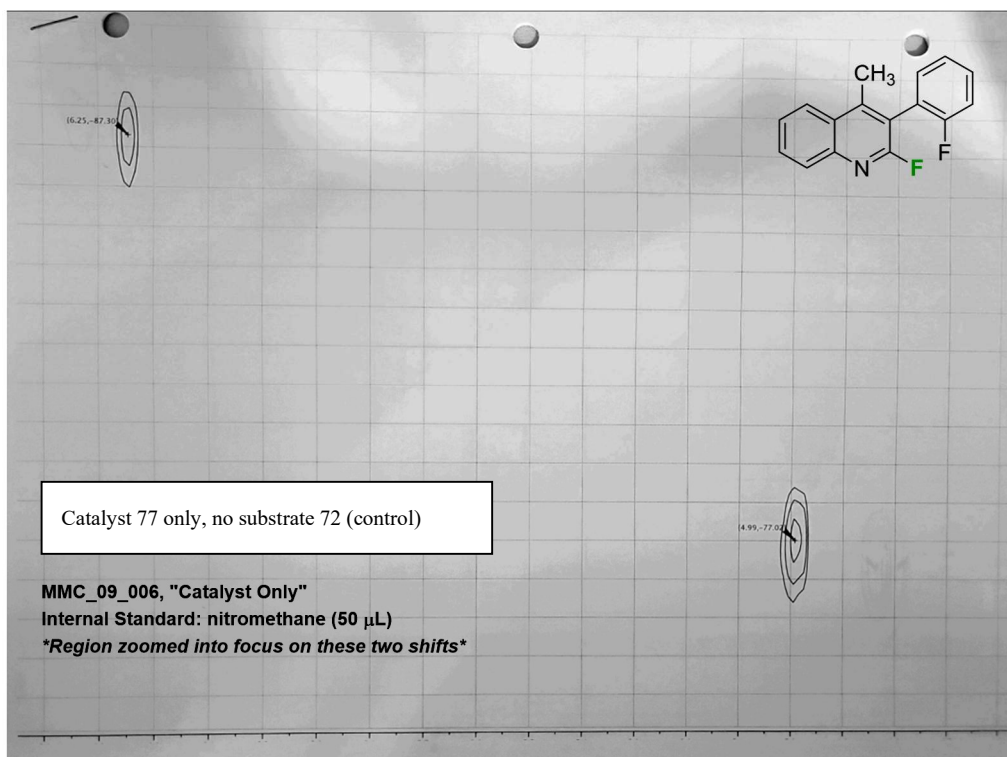 (6.25,-87.30)
CH3
F
N
F
Catalyst 77 only, no substrate 72 (control)
(4.99,-77.02)
MMC_09_006, "Catalyst Only"
Internal Standard: nitromethane (50 μL)
*Region zoomed into focus on these two shifts*